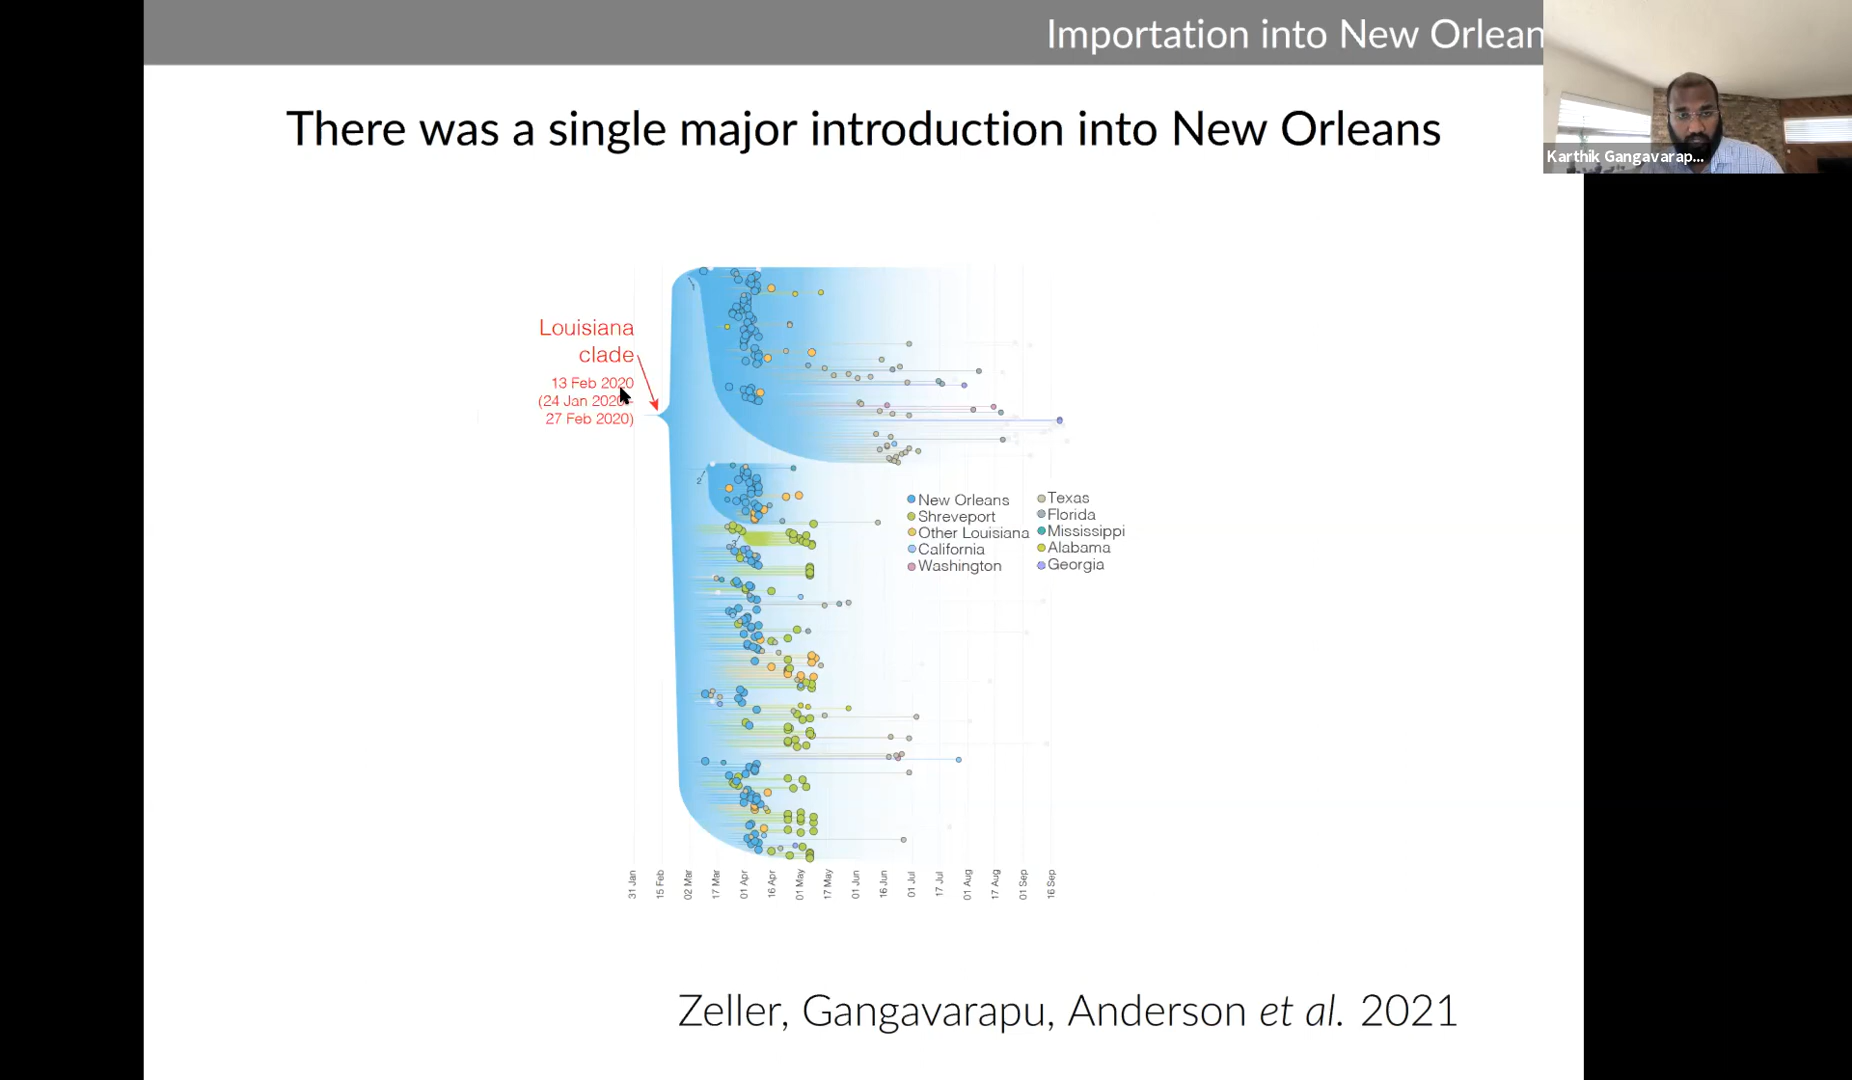 Importation into New Orlean
There was a single major introduction into New Orleans
Karthik Gangavarap...
Louisiana
clade
13 Feb 2020
(24 Jan 2020-
27 Feb 2020)
1
2
3
New Orleans
Shreveport
Other Louisiana
California
Washington
Texas
Florida
Mississippi
Alabama
Georgia
31 Jan
15 Feb
02 Mar
17 Mar
01 Apr
16 Apr
01 May
17 May
01 Jun
16 Jun
01 Jul
17 Jul
01 Aug
17 Aug
01 Sep
16 Sep
Zeller, Gangavarapu, Anderson et al. 2021